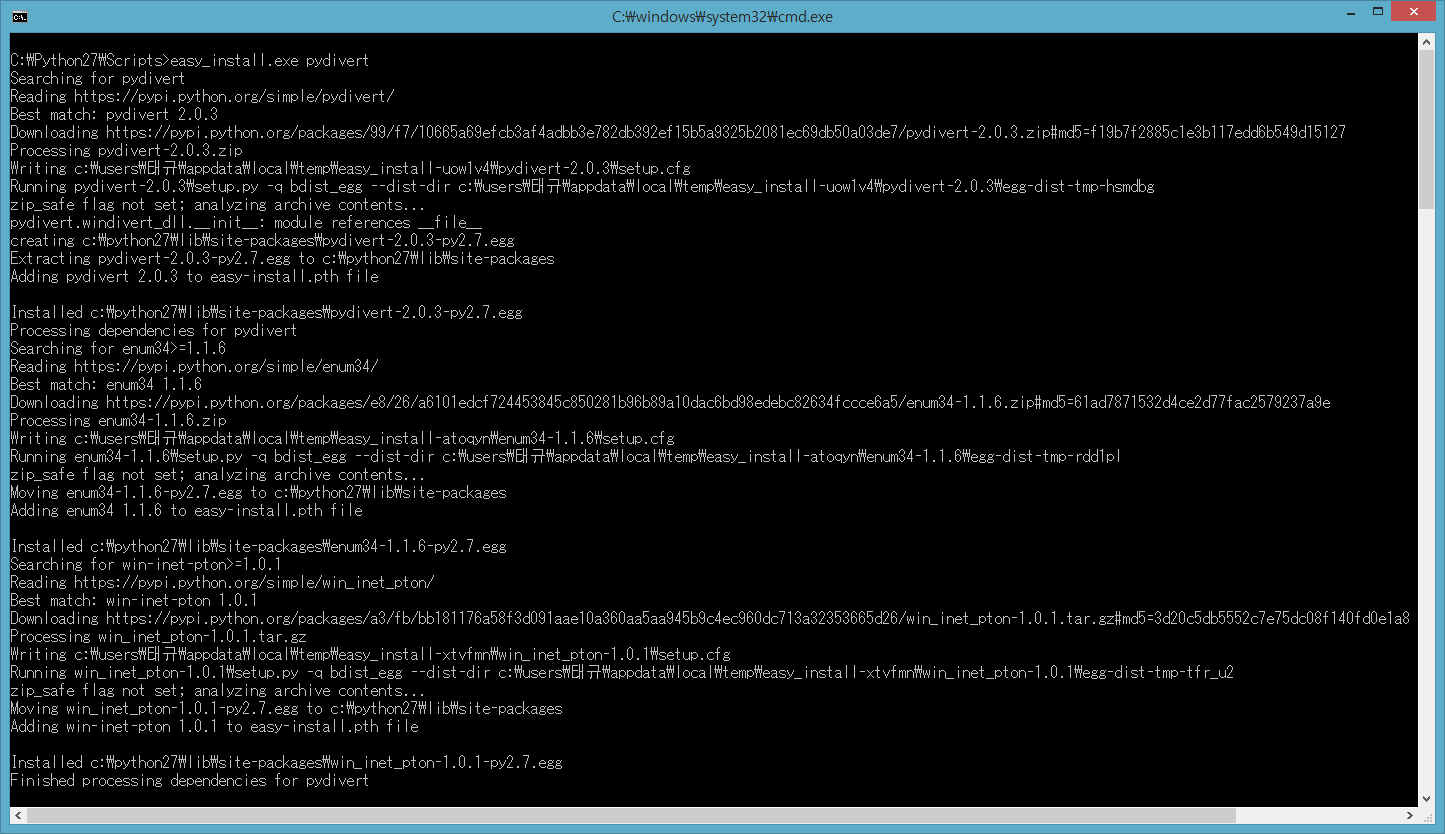 C:₩windows₩system32₩cmd.exe
C:₩Python27₩Scripts>easy_install.exe pydivert
Searching for pydivert
Reading https://pypi.python.org/simple/pydivert/
Best match: pydivert 2.0.3
Downloading https://pypi.python.org/packages/99/f7/10665a69efcb3af4adbb3e782db392ef15b5a9325b2081ec69db50a03de7/pydivert-2.0.3.zip#md5=f19b7f2885c1e3b117edd6b549d15127
Processing pydivert-2.0.3.zip
Writing c:₩users₩태규₩appdata₩local₩temp₩easy_install-uow1v4₩pydivert-2.0.3₩setup.cfg
Running pydivert-2.0.3₩setup.py -q bdist_egg --dist-dir c:₩users₩태규₩appdata₩local₩temp₩easy_install-uow1v4₩pydivert-2.0.3₩egg-dist-tmp-hsmdbg
zip_safe flag not set; analyzing archive contents...
pydivert.windivert_dll.__init__: module references __file__
creating c:₩python27₩lib₩site-packages₩pydivert-2.0.3-py2.7.egg
Extracting pydivert-2.0.3-py2.7.egg to c:₩python27₩lib₩site-packages
Adding pydivert 2.0.3 to easy-install.pth file
Installed c:₩python27₩lib₩site-packages₩pydivert-2.0.3-py2.7.egg
Processing dependencies for pydivert
Searching for enum34>=1.1.6
Reading https://pypi.python.org/simple/enum34/
Best match: enum34 1.1.6
Downloading https://pypi.python.org/packages/e8/26/a6101edcf724453845c850281b96b89a10dac6bd98edebc82634fccce6a5/enum34-1.1.6.zip#md5=61ad7871532d4ce2d77fac2579237a9e
Processing enum34-1.1.6.zip
Writing c:₩users₩태규₩appdata₩local₩temp₩easy_install-atoqyn₩enum34-1.1.6₩setup.cfg
Running enum34-1.1.6₩setup.py -q bdist_egg --dist-dir c:₩users₩태규₩appdata₩local₩temp₩easy_install-atoqyn₩enum34-1.1.6₩egg-dist-tmp-rdd1pl
zip_safe flag not set; analyzing archive contents...
Moving enum34-1.1.6-py2.7.egg to c:₩python27₩lib₩site-packages
Adding enum34 1.1.6 to easy-install.pth file
Installed c:₩python27₩lib₩site-packages₩enum34-1.1.6-py2.7.egg
Searching for win-inet-pton>=1.0.1
Reading https://pypi.python.org/simple/win_inet_pton/
Best match: win-inet-pton 1.0.1
Downloading https://pypi.python.org/packages/a3/fb/bb181176a58f3d091aae10a360aa5aa945b9c4ec960dc713a32353665d26/win_inet_pton-1.0.1.tar.gz#md5=3d20c5db5552c7e75dc08f140fd0e1a8
Processing win_inet_pton-1.0.1.tar.gz
Writing c:₩users₩태규₩appdata₩local₩temp₩easy_install-xtvfmn₩win_inet_pton-1.0.1₩setup.cfg
Running win_inet_pton-1.0.1₩setup.py -q bdist_egg --dist-dir c:₩users₩태규₩appdata₩local₩temp₩easy_install-xtvfmn₩win_inet_pton-1.0.1₩egg-dist-tmp-tfr_u2
zip_safe flag not set; analyzing archive contents...
Moving win_inet_pton-1.0.1-py2.7.egg to c:₩python27₩lib₩site-packages
Adding win-inet-pton 1.0.1 to easy-install.pth file
Installed c:₩python27₩lib₩site-packages₩win_inet_pton-1.0.1-py2.7.egg
Finished processing dependencies for pydivert